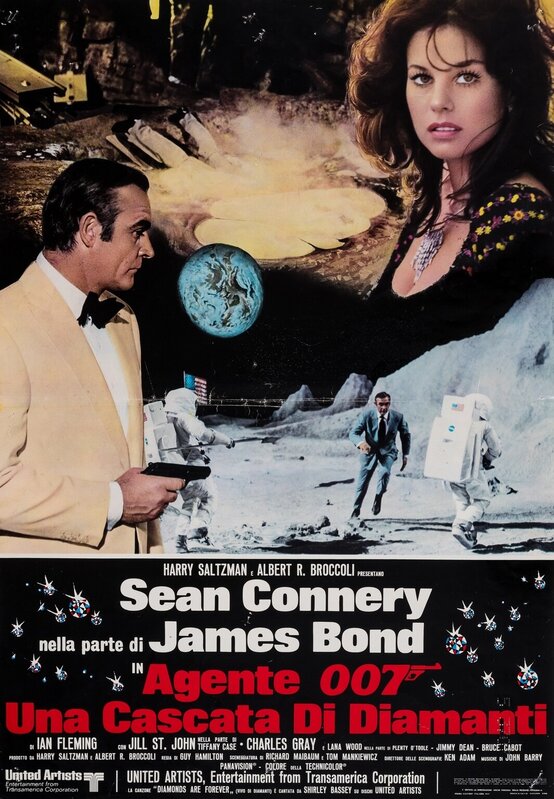 HARRY SALTZMAN E ALBERT R. BROCCOLI PRESENTANO
Sean Connery
nella parte di James Bond
IN Agente 007
Una Cascata Di Diamanti
DI IAN FLEMING CON JILL ST. JOHN NELLA PARTE DI TIFFANY CASE · CHARLES GRAY E LANA WOOD NELLA PARTE DI PLENTY O'TOOLE · JIMMY DEAN · BRUCE CABOT
PRODOTTO DA HARRY SALTZMAN E ALBERT R. BROCCOLI REGIA DI GUY HAMILTON SCENEGGIATURA DI RICHARD MAIBAUM E TOM MANKIEWICZ DIRETTORE DELLE SCENOGRAFIE KEN ADAM MUSICHE DI JOHN BARRY
PANAVISION® · COLORE DELLA TECHNICOLOR®
United Artists
Entertainment from
Transamerica Corporation
UNITED ARTISTS, Entertainment from Transamerica Corporation
LA CANZONE "DIAMONDS ARE FOREVER,, (VIVO DI DIAMANTI) È CANTATA DA SHIRLEY BASSEY SU DISCHI UNITED ARTISTS